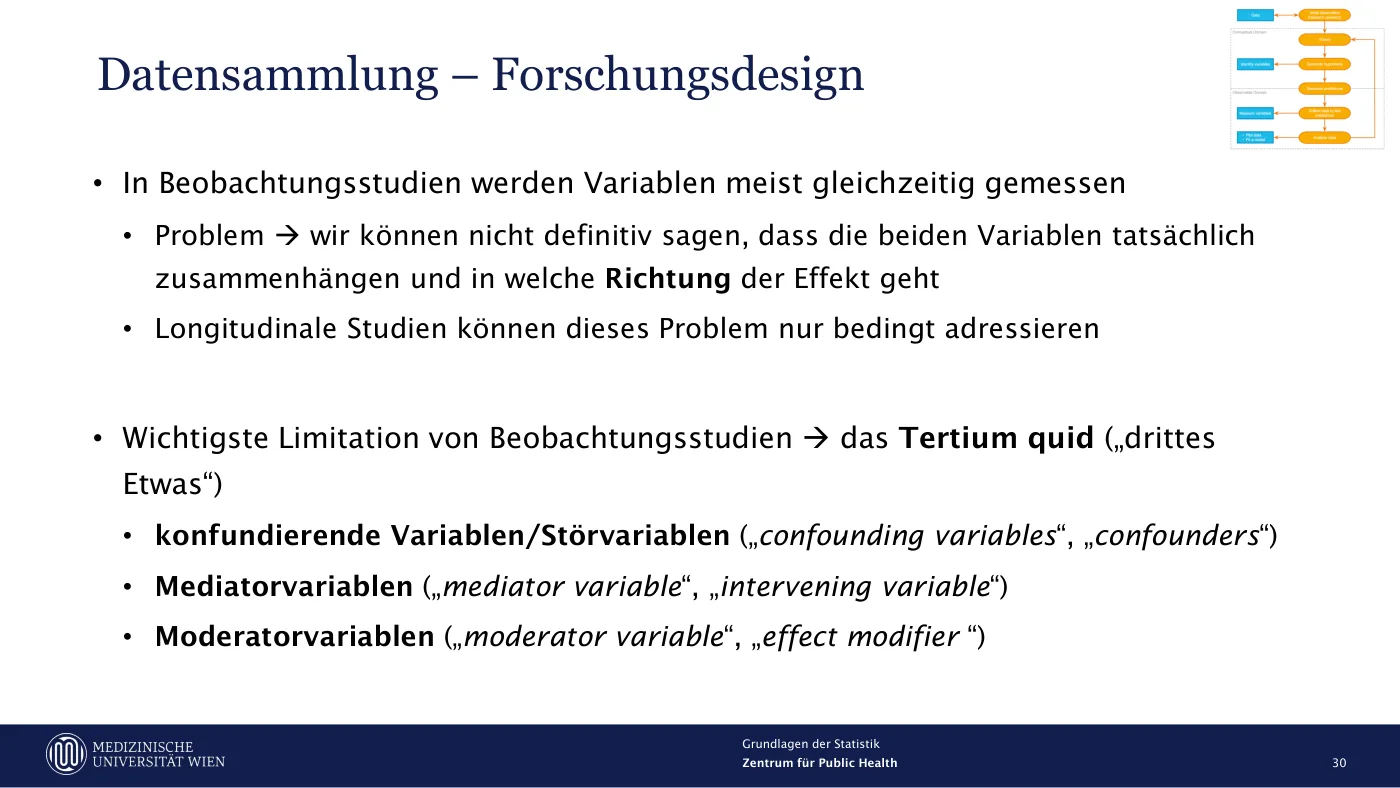 Datensammlung – Forschungsdesign
• In Beobachtungsstudien werden Variablen meist gleichzeitig gemessen
• Problem → wir können nicht definitiv sagen, dass die beiden Variablen tatsächlich
zusammenhängen und in welche Richtung der Effekt geht
• Longitudinale Studien können dieses Problem nur bedingt adressieren
• Wichtigste Limitation von Beobachtungsstudien → das Tertium quid („drittes
Etwas“)
• konfundierende Variablen/Störvariablen („confounding variables“, „confounders“)
• Mediatorvariablen („mediator variable“, „intervening variable“)
• Moderatorvariablen („moderator variable“, „effect modifier “)
MEDIZINISCHE
UNIVERSITÄT WIEN
Grundlagen der Statistik
Zentrum für Public Health
30